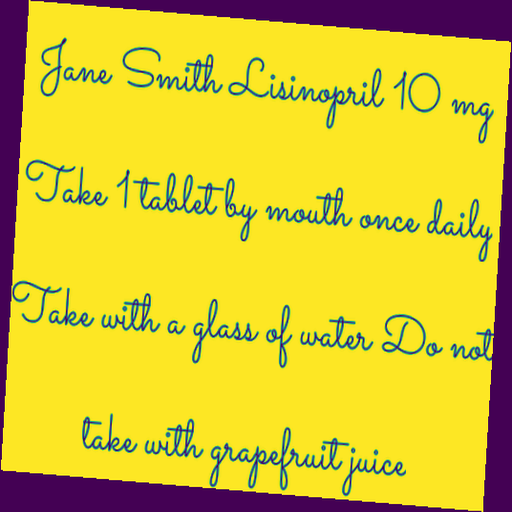 Jane Smith Lisinopril 10 mg
Take 1 tablet by mouth once daily
Take with a glass of water Do not
take with grapefruit juice